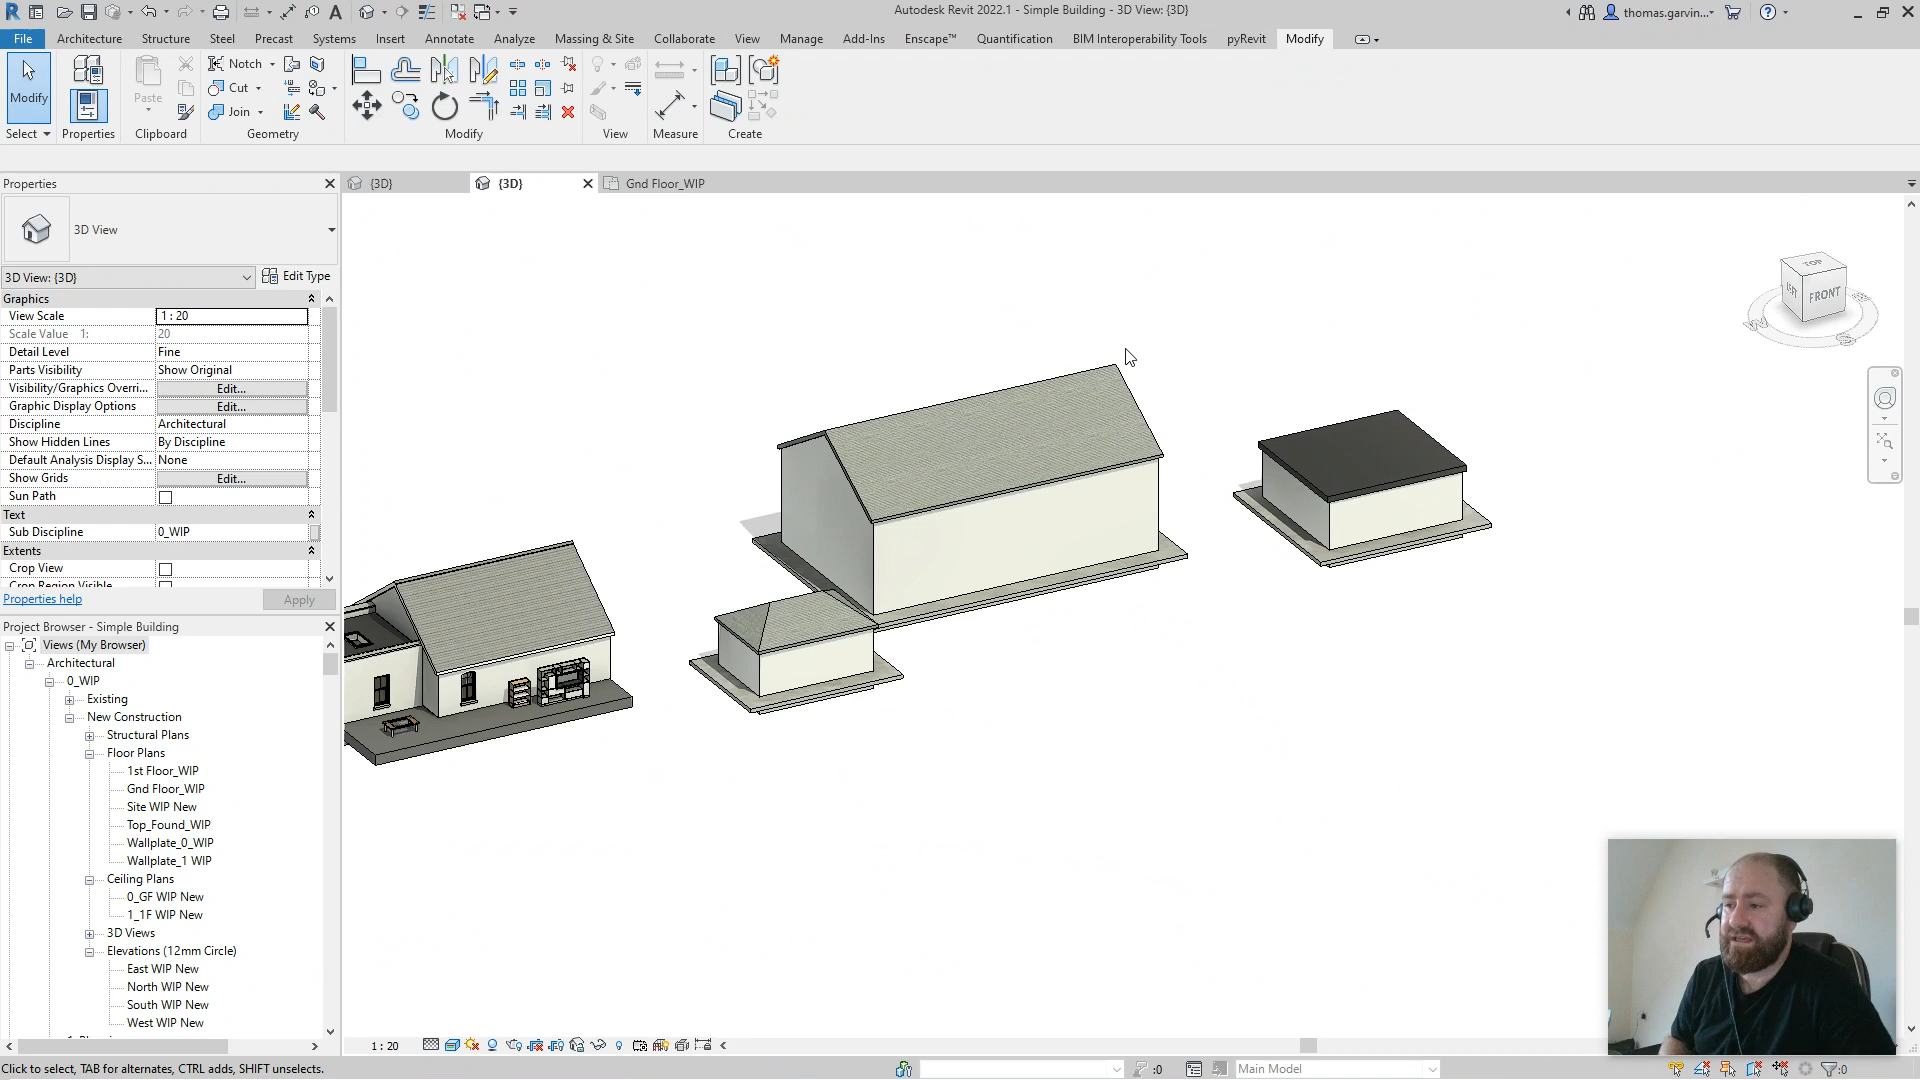 Autodesk Revit 2022.1 - Simple Building - 3D View: {3D}
thomas.garvin...
File Architecture Structure Steel Precast Systems Insert Annotate Analyze Massing & Site Collaborate View Manage Add-Ins Enscape™ Quantification BIM Interoperability Tools pyRevit Modify
Modify
Paste
Notch
Cut
Join
Select Properties Clipboard Geometry Modify View Measure Create
Properties
{3D} {3D} Gnd Floor_WIP
3D View
3D View: {3D} Edit Type
Graphics
View Scale 1 : 20
Scale Value 1: 20
Detail Level Fine
Parts Visibility Show Original
Visibility/Graphics Overri... Edit...
Graphic Display Options Edit...
Discipline Architectural
Show Hidden Lines By Discipline
Default Analysis Display S... None
Show Grids Edit...
Sun Path
Text
Sub Discipline 0_WIP
Extents
Crop View
Crop Region Visible
Properties help Apply
Project Browser - Simple Building
Views (My Browser)
Architectural
0_WIP
Existing
New Construction
Structural Plans
Floor Plans
1st Floor_WIP
Gnd Floor_WIP
Site WIP New
Top_Found_WIP
Wallplate_0_WIP
Wallplate_1 WIP
Ceiling Plans
0_GF WIP New
1_1F WIP New
3D Views
Elevations (12mm Circle)
East WIP New
North WIP New
South WIP New
West WIP New
TOP
LEFT
FRONT
W
S
1 : 20
Click to select, TAB for alternates, CTRL adds, SHIFT unselects.
:0
Main Model
:0